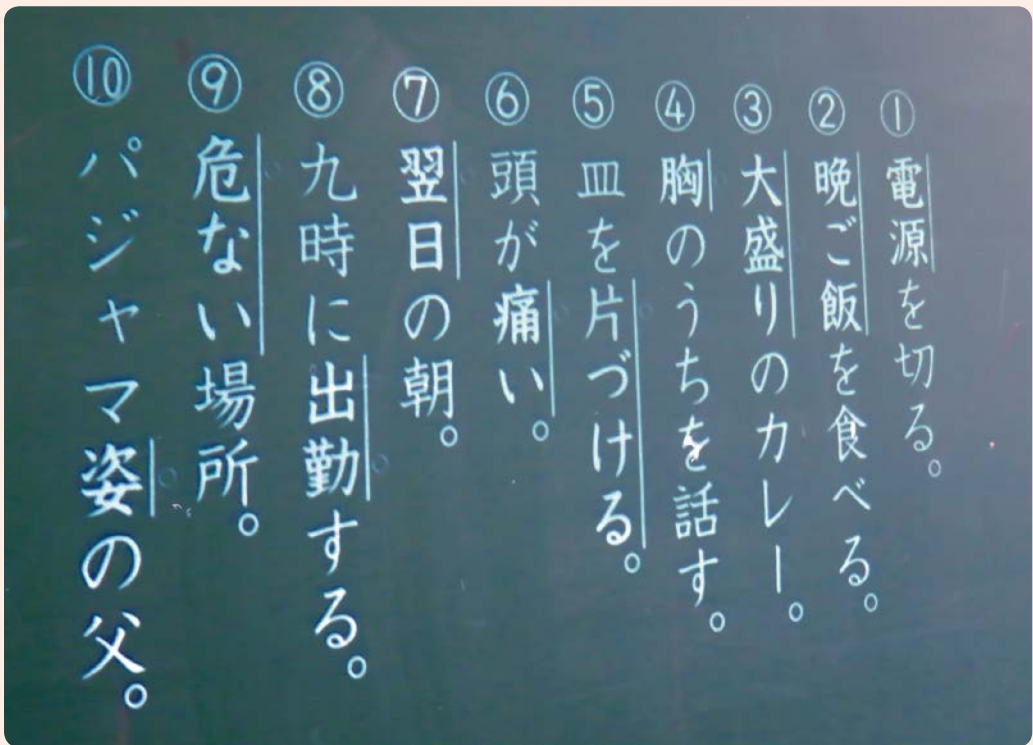 ①電源を切る。
②晩ご飯を食べる。
③大盛りのカレー。
④胸のうちを話す。
⑤皿を片づける。
⑥頭が痛い。
⑦翌日の朝。
⑧九時に出勤する。
⑨危ない場所。
⑩パジャマ姿の父。